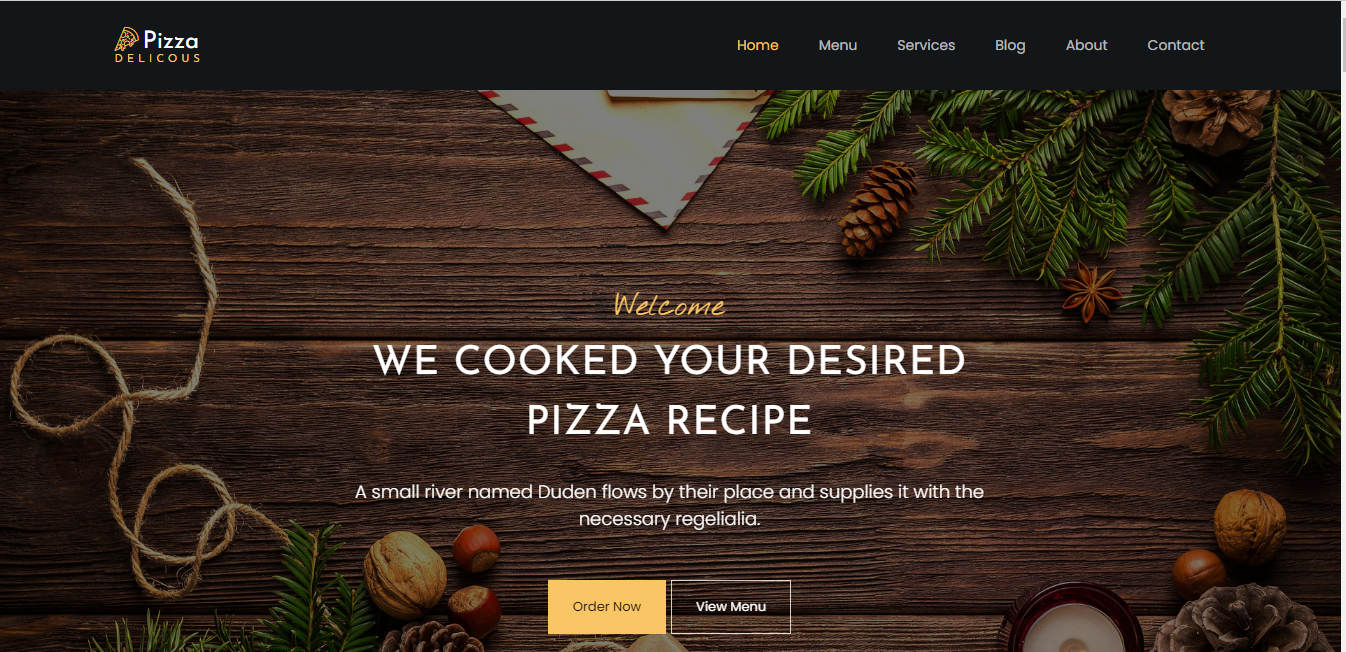 Pizza
DELICOUS
Home Menu Services Blog About Contact
Welcome
WE COOKED YOUR DESIRED
PIZZA RECIPE
A small river named Duden flows by their place and supplies it with the
necessary regelialia.
Order Now View Menu